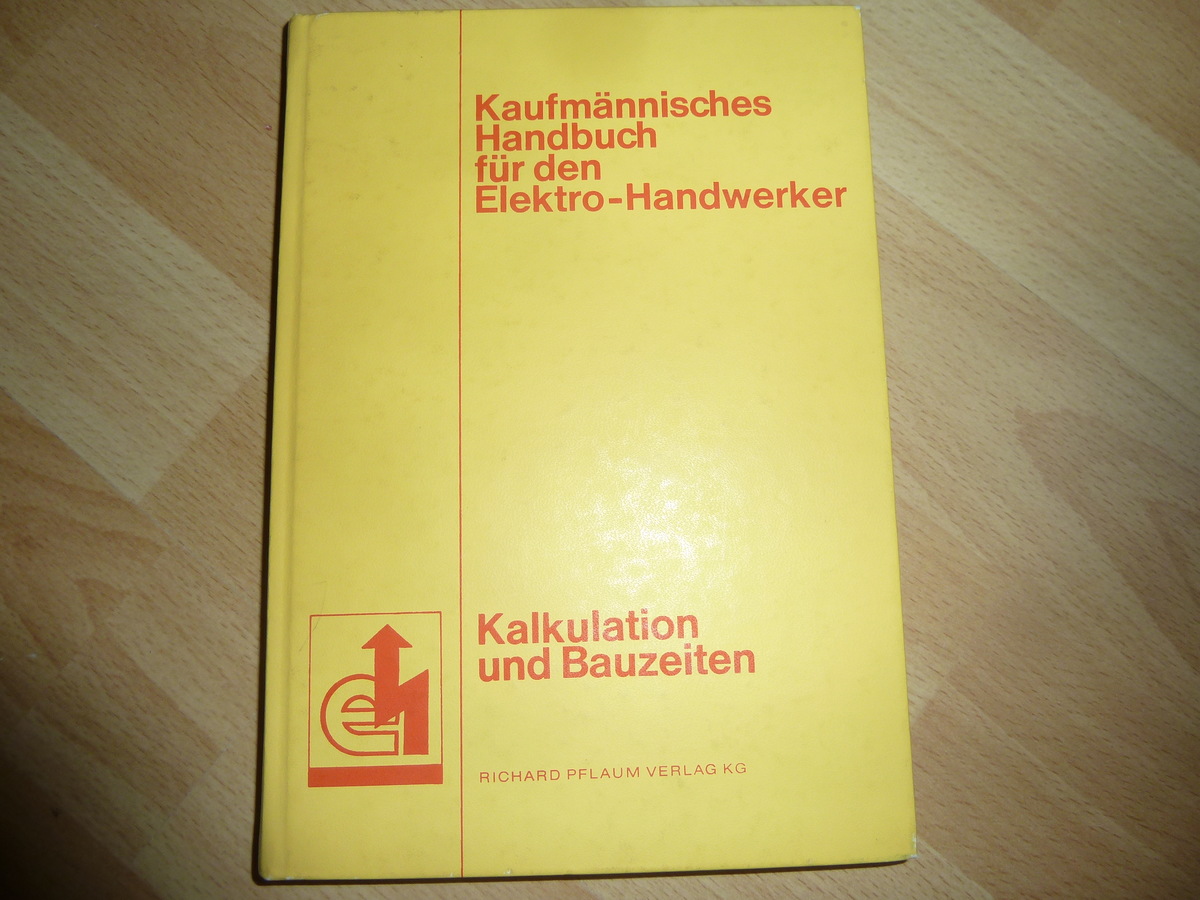 Kaufmännisches
Handbuch
für den
Elektro-Handwerker
Kalkulation
und Bauzeiten
e
RICHARD PFLAUM VERLAG KG